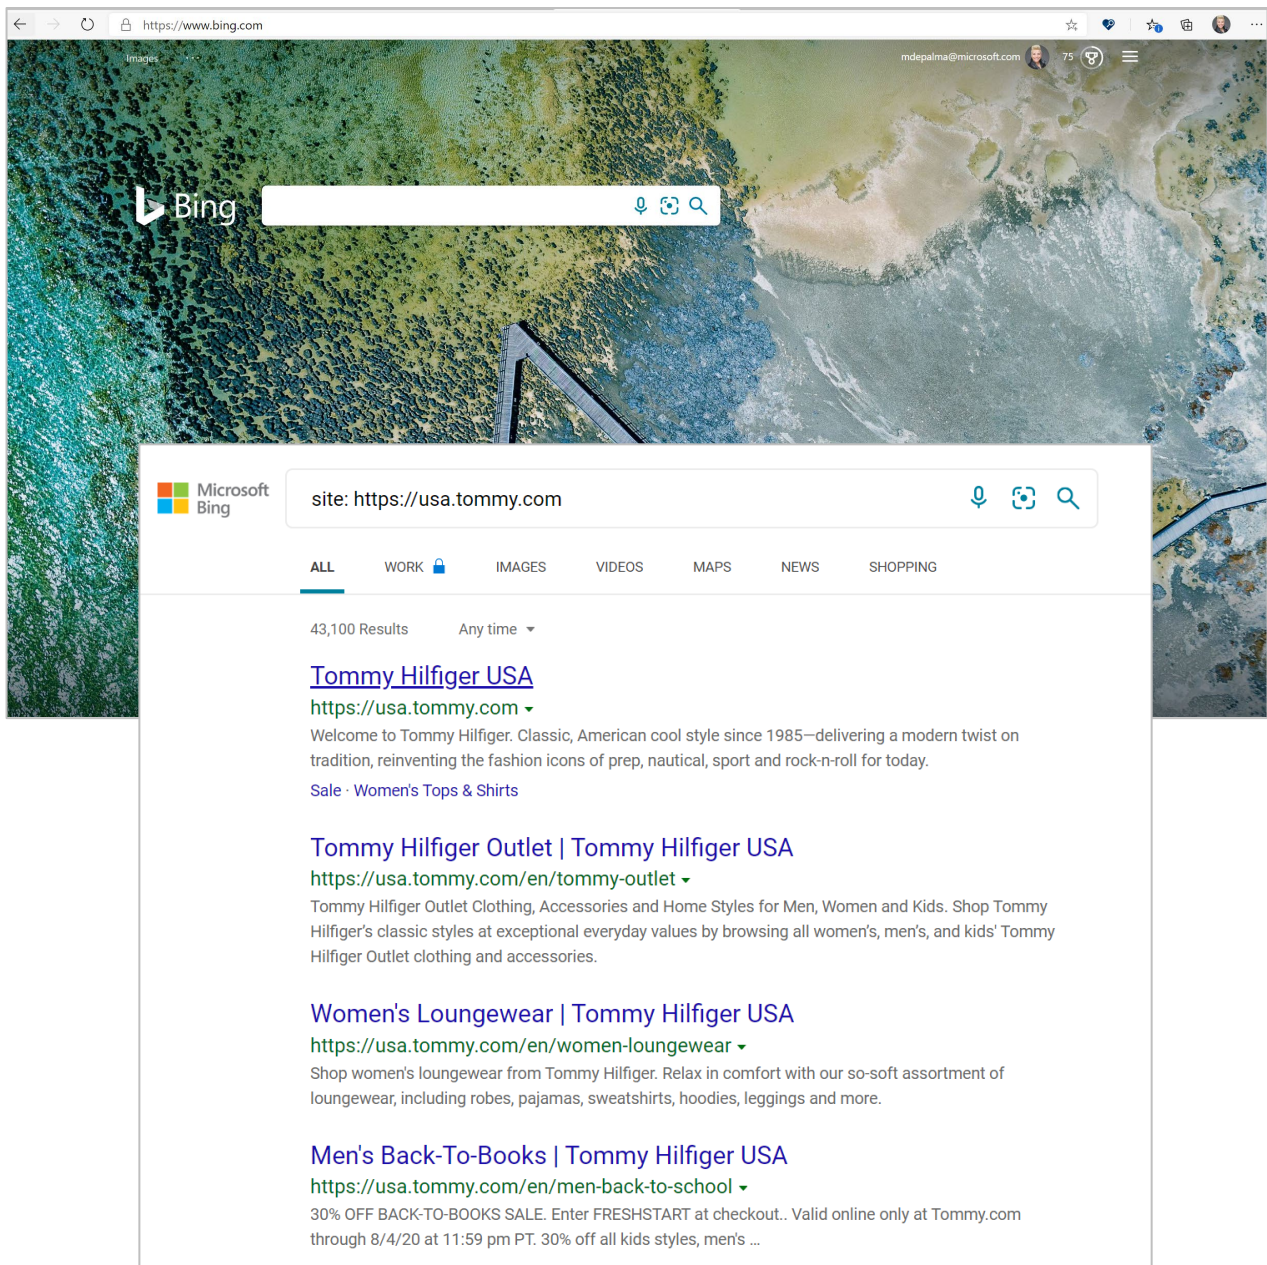 https://www.bing.com
Images ...
mdepalma@microsoft.com 75
Bing
Microsoft
Bing
site: https://usa.tommy.com
ALL WORK IMAGES VIDEOS MAPS NEWS SHOPPING
43,100 Results Any time
Tommy Hilfiger USA
https://usa.tommy.com
Welcome to Tommy Hilfiger. Classic, American cool style since 1985—delivering a modern twist on
tradition, reinventing the fashion icons of prep, nautical, sport and rock-n-roll for today.
Sale · Women's Tops & Shirts
Tommy Hilfiger Outlet | Tommy Hilfiger USA
https://usa.tommy.com/en/tommy-outlet
Tommy Hilfiger Outlet Clothing, Accessories and Home Styles for Men, Women and Kids. Shop Tommy
Hilfiger's classic styles at exceptional everyday values by browsing all women's, men's, and kids' Tommy
Hilfiger Outlet clothing and accessories.
Women's Loungewear | Tommy Hilfiger USA
https://usa.tommy.com/en/women-loungewear
Shop women's loungewear from Tommy Hilfiger. Relax in comfort with our so-soft assortment of
loungewear, including robes, pajamas, sweatshirts, hoodies, leggings and more.
Men's Back-To-Books | Tommy Hilfiger USA
https://usa.tommy.com/en/men-back-to-school
30% OFF BACK-TO-BOOKS SALE. Enter FRESHSTART at checkout.. Valid online only at Tommy.com
through 8/4/20 at 11:59 pm PT. 30% off all kids styles, men's ...